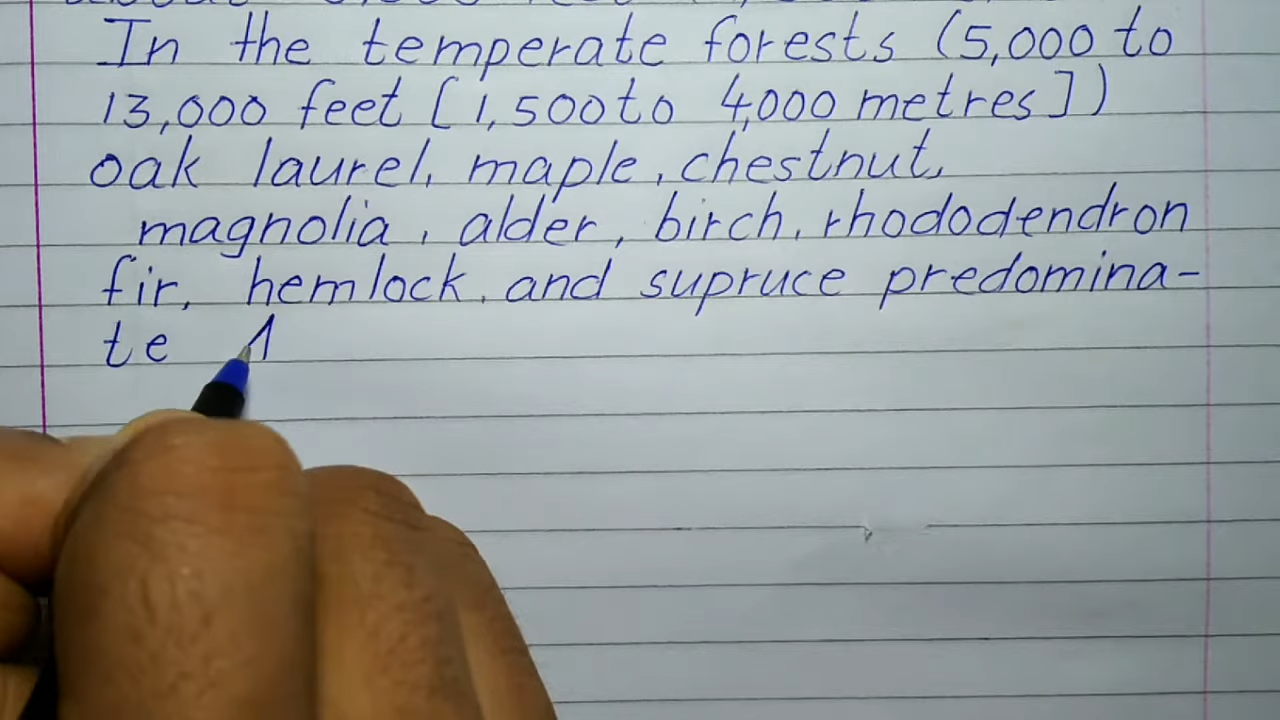 In the temperate forests (5,000 to
13,000 feet [1,500 to 4,000 metres])
oak laurel, maple, chestnut,
magnolia, alder, birch, rhododendron
fir, hemlock, and supruce predomina-
te